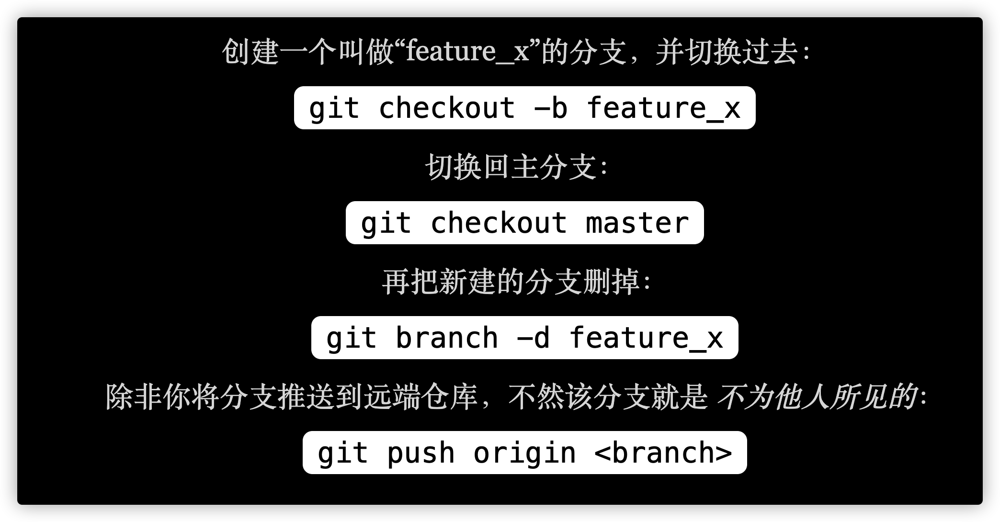 创建一个叫做“feature_x”的分支，并切换过去：
git checkout -b feature_x
切换回主分支：
git checkout master
再把新建的分支删掉：
git branch -d feature_x
除非你将分支推送到远端仓库，不然该分支就是 不为他人所见的：
git push origin <branch>